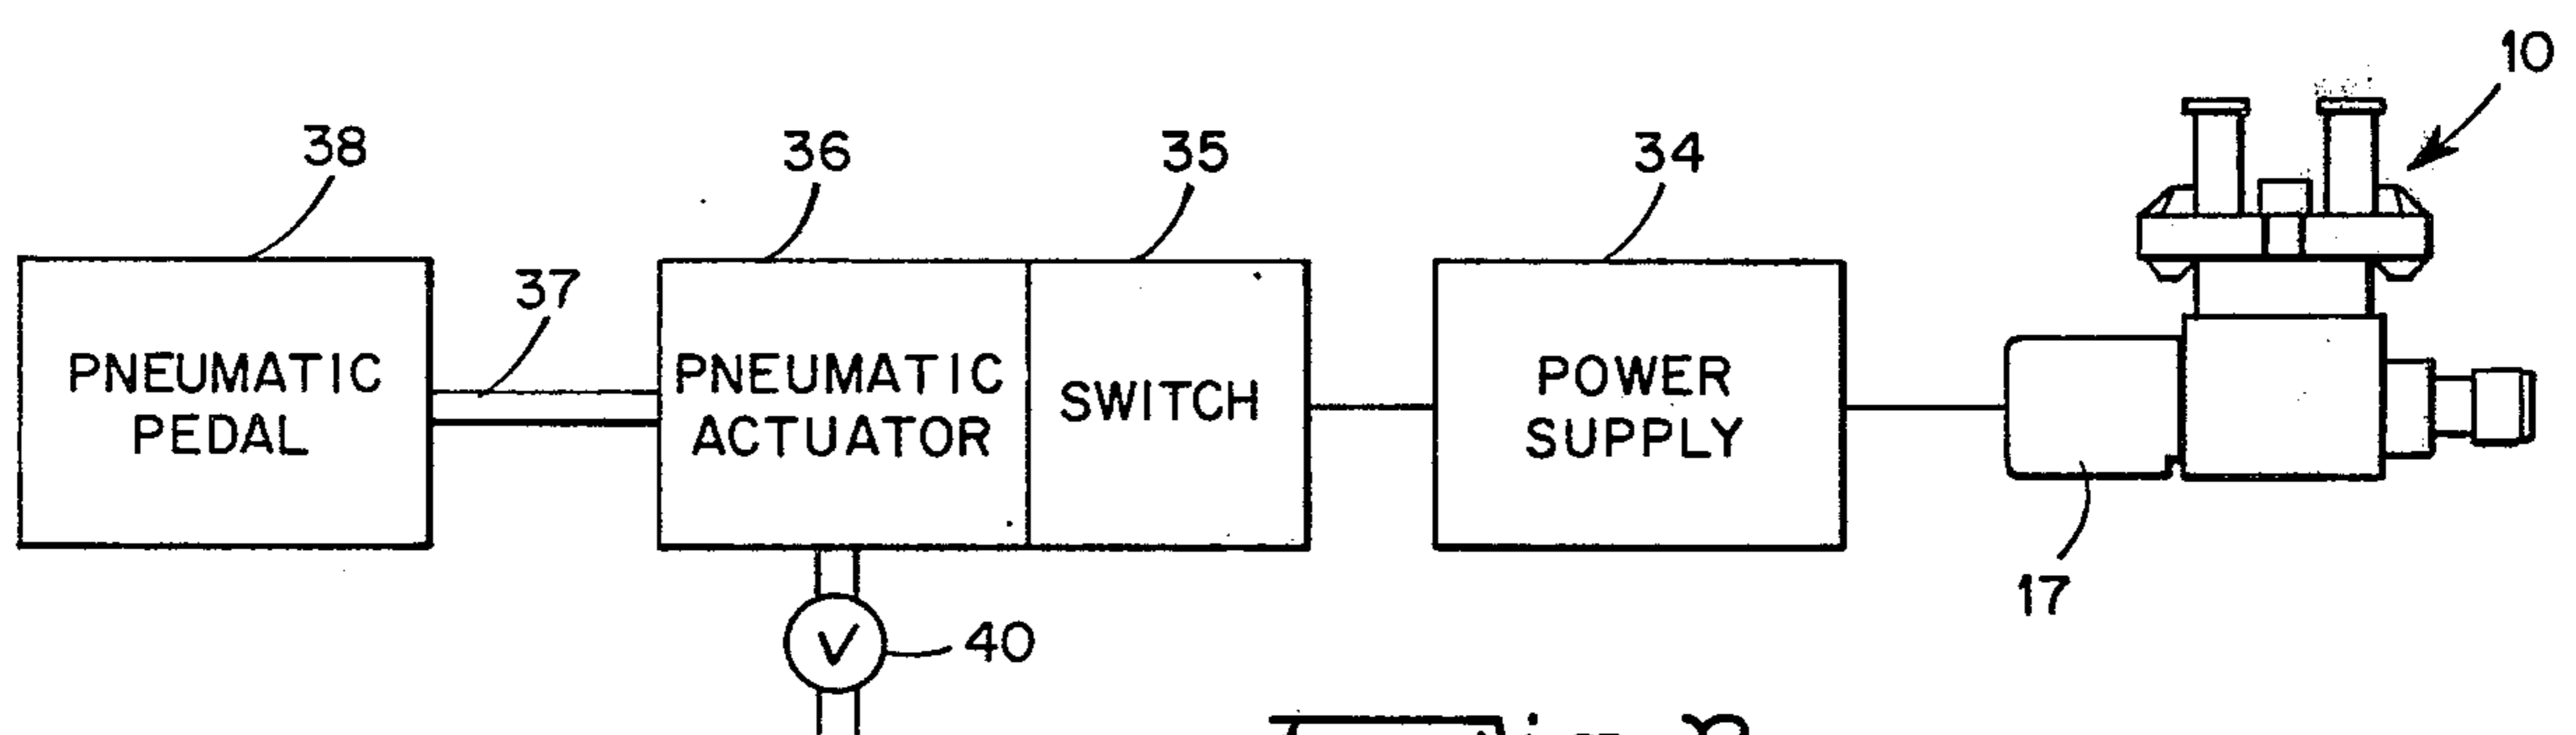 10
38
36
35
34
37
PNEUMATIC
PEDAL
PNEUMATIC
ACTUATOR
SWITCH
POWER
SUPPLY
17
V
40